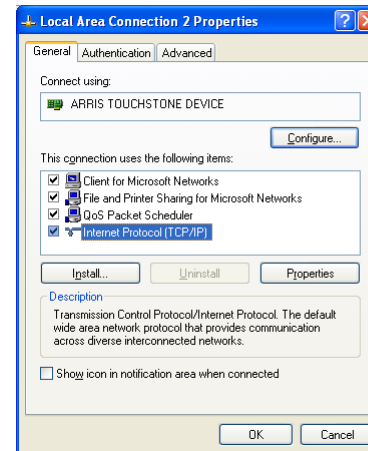 Local Area Connection 2 Properties
General Authentication Advanced
Connect using:
ARRIS TOUCHSTONE DEVICE
Configure...
This connection uses the following items:
Client for Microsoft Networks
File and Printer Sharing for Microsoft Networks
QoS Packet Scheduler
Internet Protocol (TCP/IP)
Install... Uninstall Properties
Description
Transmission Control Protocol/Internet Protocol. The default
wide area network protocol that provides communication
across diverse interconnected networks.
Show icon in notification area when connected
OK Cancel